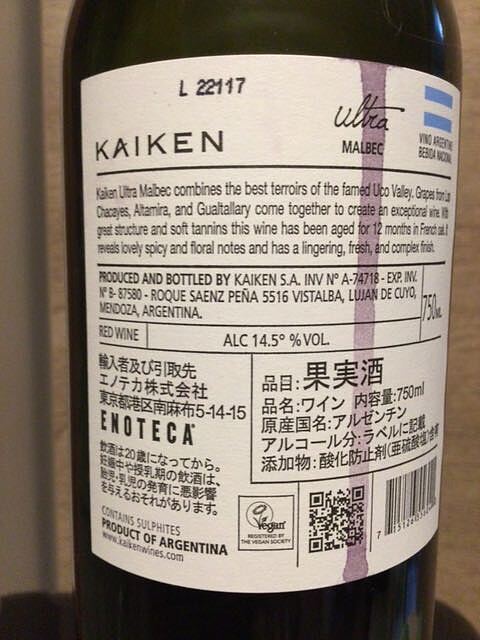 L 22117
KAIKEN
Ultra
MALBEC
VINO ARGENTINO
BEBIDA NACIONAL
Kaiken Ultra Malbec combines the best terroirs of the famed Uco Valley. Grapes from Los
Chacayes, Altamira, and Gualtallary come together to create an exceptional wine. With
great structure and soft tannins this wine has been aged for 12 months in French oak. It
reveals lovely spicy and floral notes and has a lingering, fresh, and complex finish.
PRODUCED AND BOTTLED BY KAIKEN S.A. INV Nº A-74718 - EXP. INV.
Nº B- 87580 - ROQUE SAENZ PEÑA 5516 VISTALBA, LUJAN DE CUYO,
MENDOZA, ARGENTINA.
750ML.
RED WINE
ALC 14.5° % VOL.
輸入者及び引取先
エノテカ株式会社
東京都港区南麻布5-14-15
ENOTECA
飲酒は20歳になってから。
妊娠中や授乳期の飲酒は、
胎児・乳児の発育に悪影響
を与えるおそれがあります。
CONTAINS SULPHITES
PRODUCT OF ARGENTINA
www.kaikenwines.com
品目:果実酒
品名:ワイン 内容量:750ml
原産国名:アルゼンチン
アルコール分:ラベルに記載
添加物:酸化防止剤(亜硫酸塩)含有
Vegan
REGISTERED BY
THE VEGAN SOCIETY